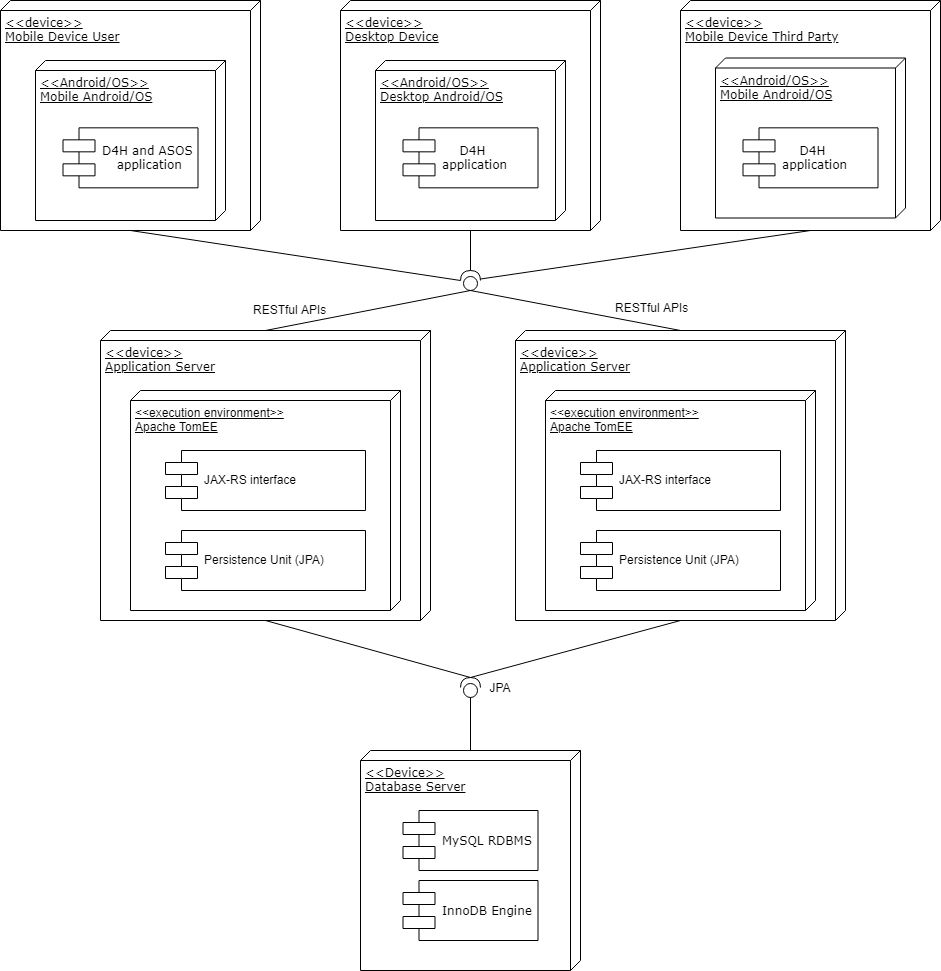 <<device>>
Mobile Device User
<<Android/OS>>
Mobile Android/OS
D4H and ASOS
application
<<device>>
Desktop Device
<<Android/OS>>
Desktop Android/OS
D4H
application
<<device>>
Mobile Device Third Party
<<Android/OS>>
Mobile Android/OS
D4H
application
RESTful APIs
RESTful APIs
<<device>>
Application Server
<<execution environment>>
Apache TomEE
JAX-RS interface
Persistence Unit (JPA)
<<device>>
Application Server
<<execution environment>>
Apache TomEE
JAX-RS interface
Persistence Unit (JPA)
JPA
<<Device>>
Database Server
MySQL RDBMS
InnoDB Engine